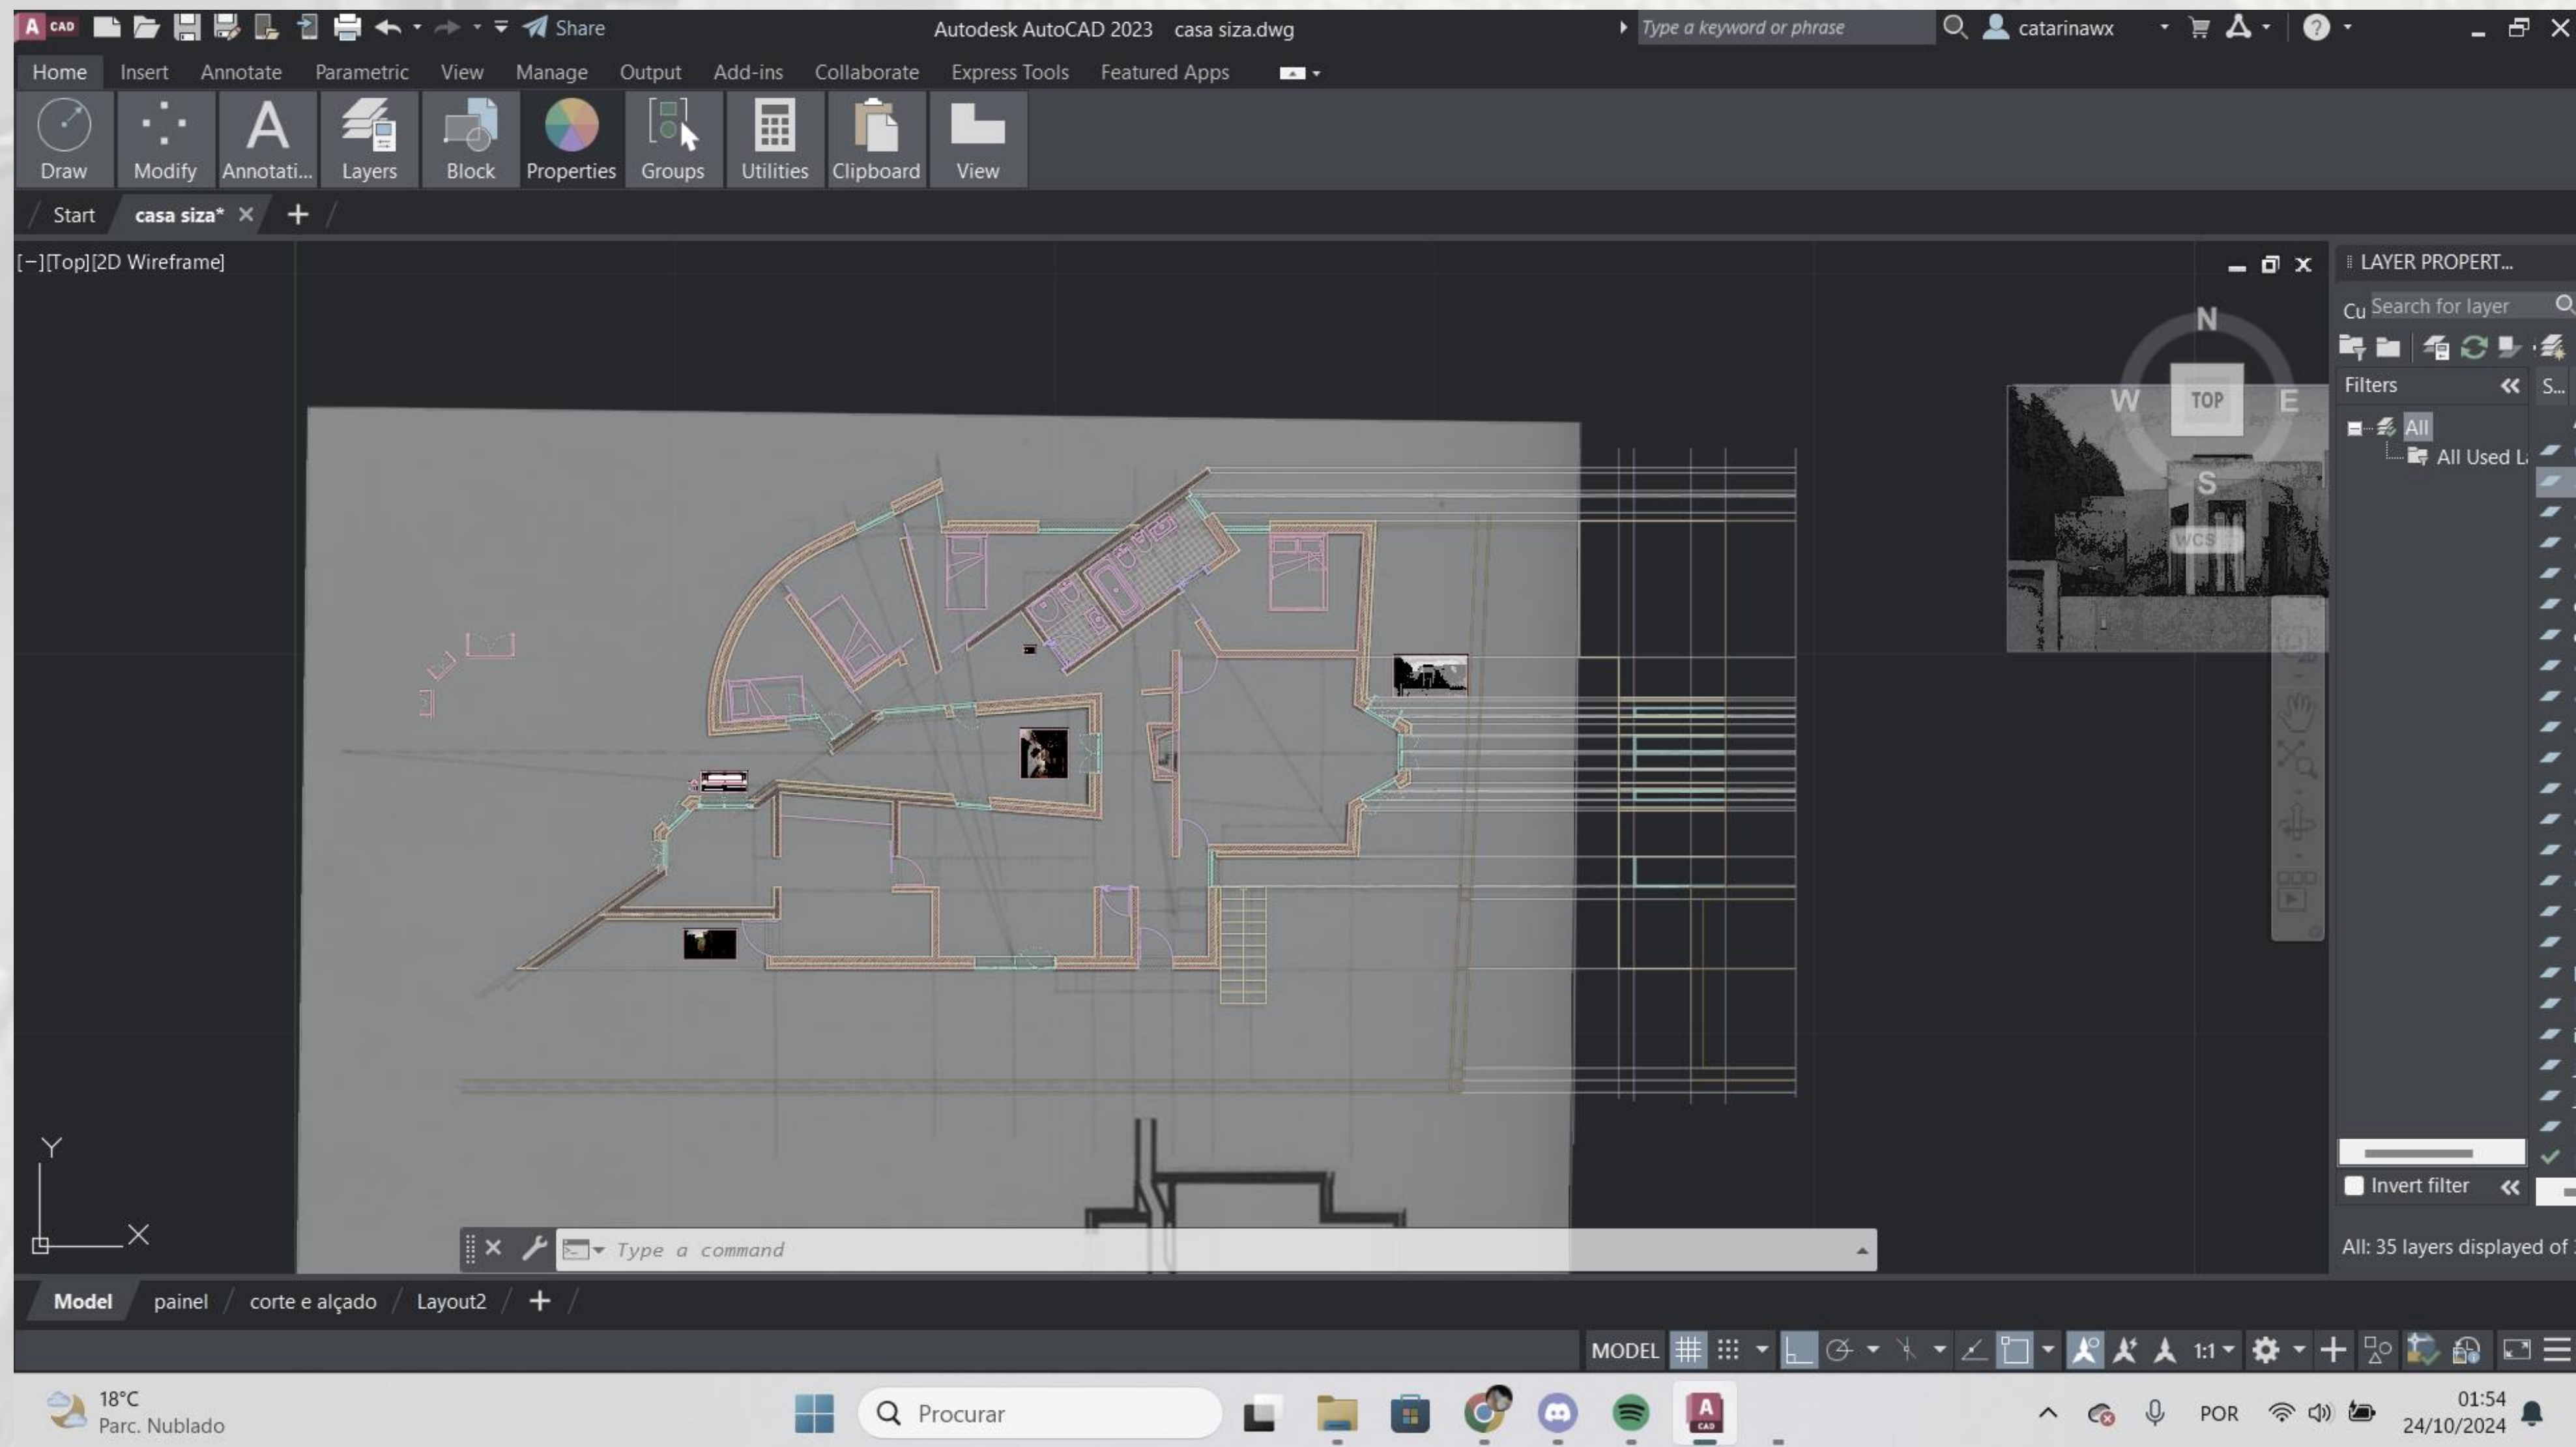 A CAD Share Autodesk AutoCAD 2023 casa siza.dwg Type a keyword or phrase catarinawx
Home Insert Annotate Parametric View Manage Output Add-ins Collaborate Express Tools Featured Apps
Draw Modify Annotati... Layers Block Properties Groups Utilities Clipboard View
Start casa siza*
[−][Top][2D Wireframe]
LAYER PROPERT...
Cu Search for layer
Filters S...
All
All Used
N
W TOP E
S
WCS
Y
X
Invert filter
Type a command
All: 35 layers displayed of
Model painel corte e alçado Layout2
MODEL 1:1
18°C
Parc. Nublado
Procurar
A CAD
POR
01:54
24/10/2024